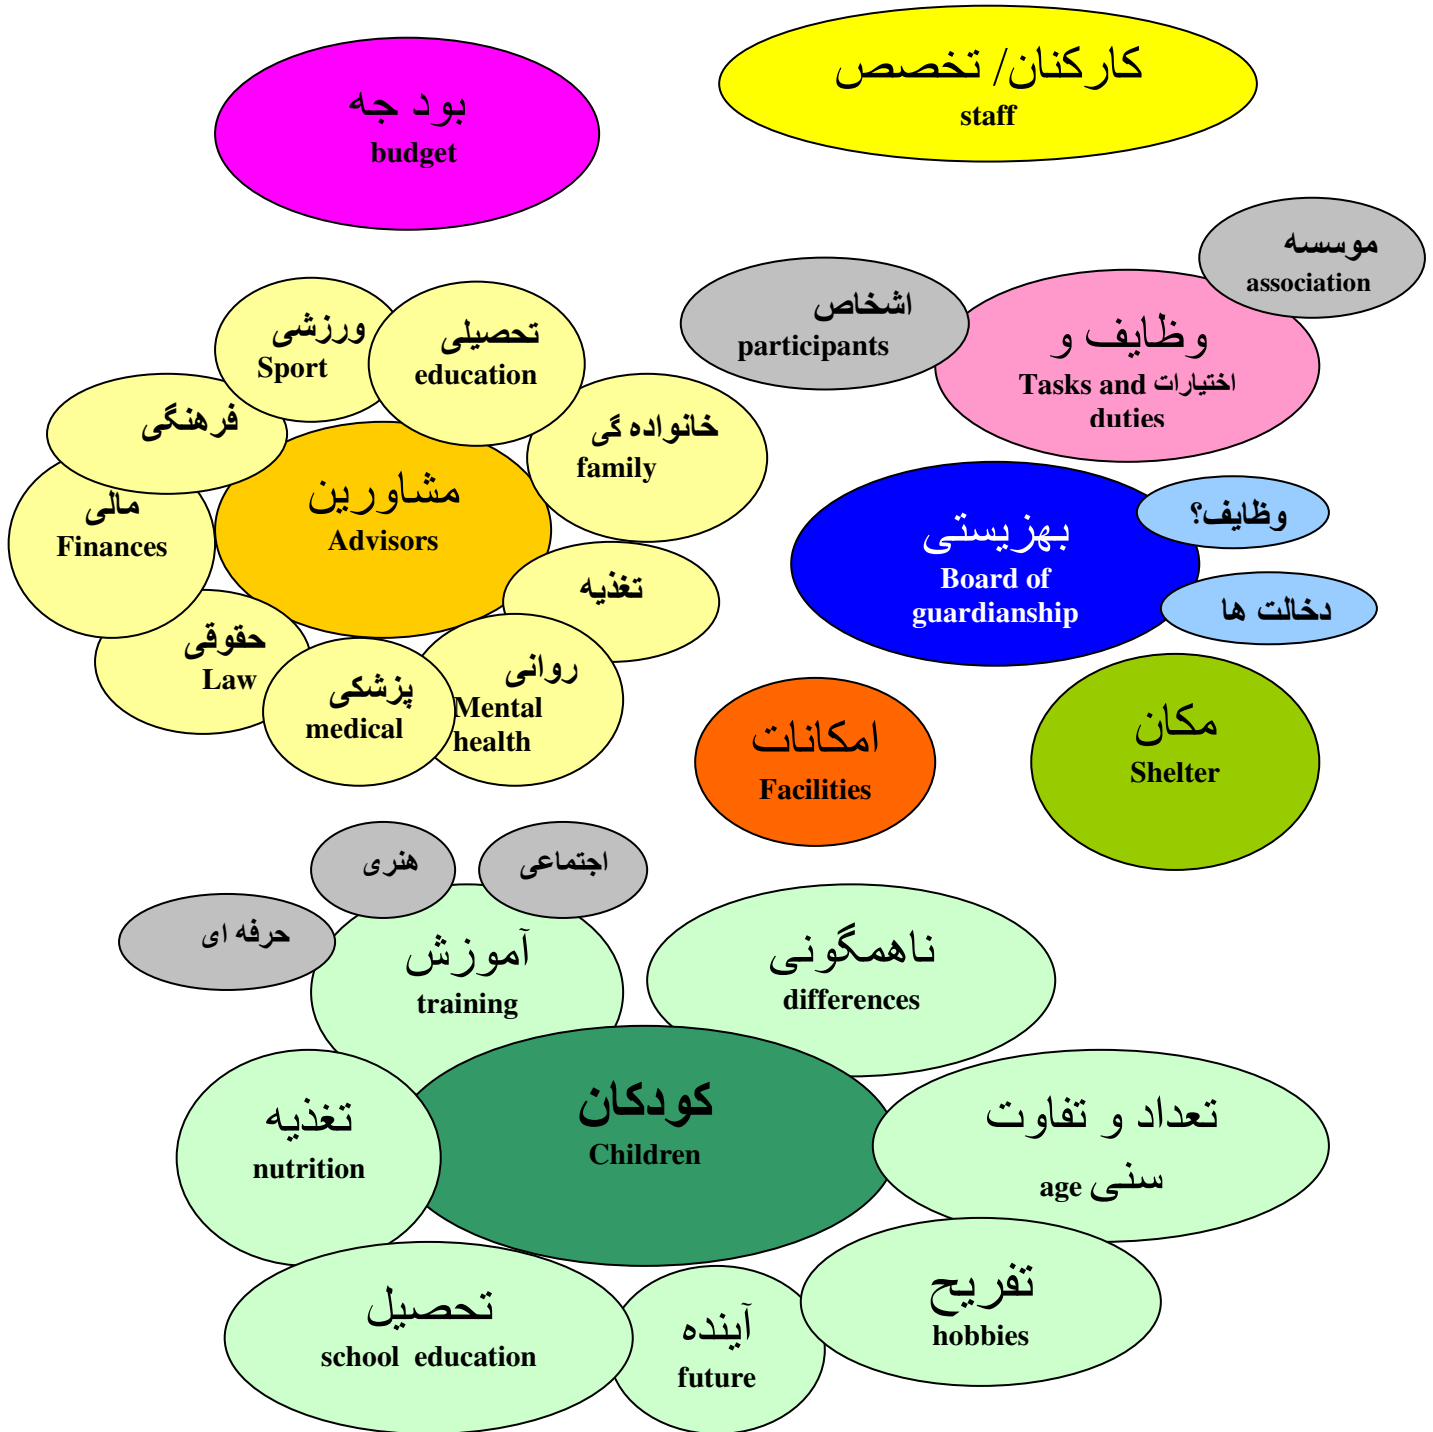 بود جه
budget
کارکنان/ تخصص
staff
موسسه
association
اشخاص
participants
وظایف و
اختیارات Tasks and
duties
ورزشی
Sport
تحصیلی
education
خانواده گی
family
فرهنگی
مالی
Finances
مشاورین
Advisors
تغذیه
حقوقی
Law
پزشکی
medical
روانی
Mental
health
بهزیستی
Board of
guardianship
وظایف؟
دخالت ها
امکانات
Facilities
مکان
Shelter
هنری
اجتماعی
حرفه ای
آموزش
training
ناهمگونی
differences
کودکان
Children
تغذیه
nutrition
تعداد و تفاوت
سنی age
تحصیل
school education
آینده
future
تفریح
hobbies